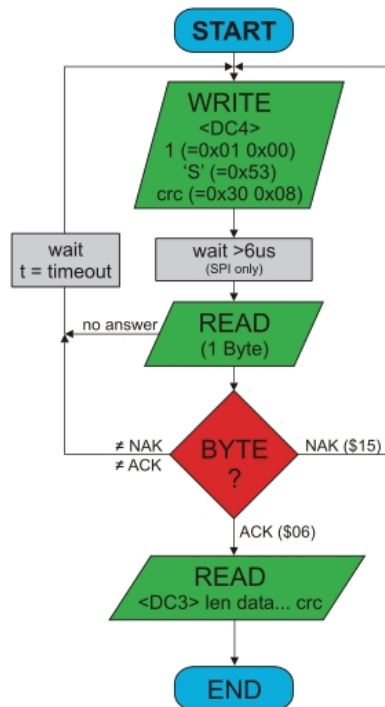 START
WRITE
<DC4>
1 (=0x01 0x00)
‘S’ (=0x53)
crc (=0x30 0x08)
wait
t = timeout
wait >6us
(SPI only)
no answer
READ
(1 Byte)
≠ NAK
≠ ACK
BYTE
?
NAK ($15)
ACK ($06)
READ
<DC3> len data... crc
END